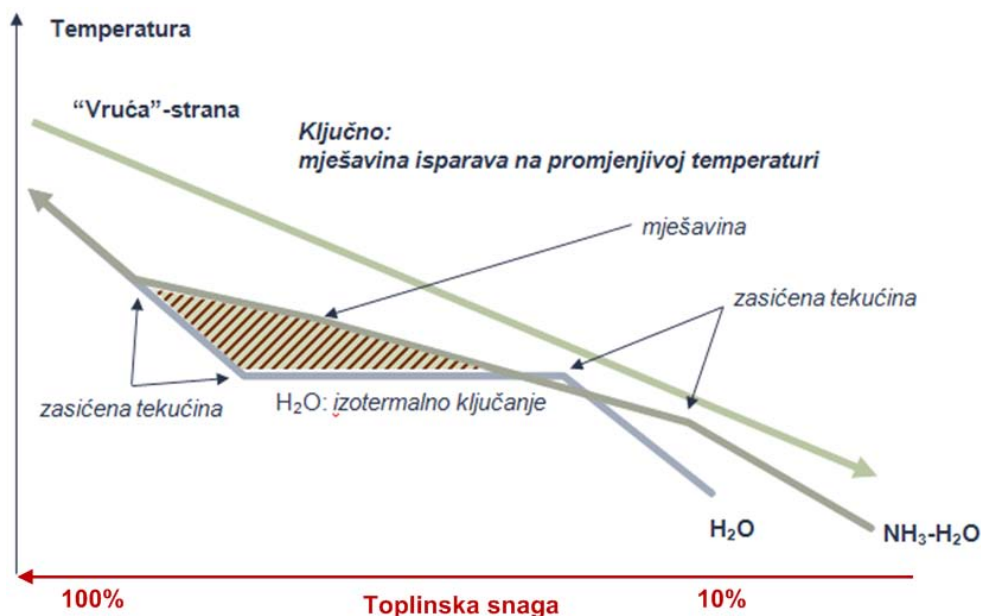 Temperatura
“Vruća”-strana
Ključno:
mješavina isparava na promjenjivoj temperaturi
mješavina
zasićena tekućina
zasićena tekućina
H₂O: izotermalno ključanje
H₂O
NH₃-H₂O
100%
Toplinska snaga
10%